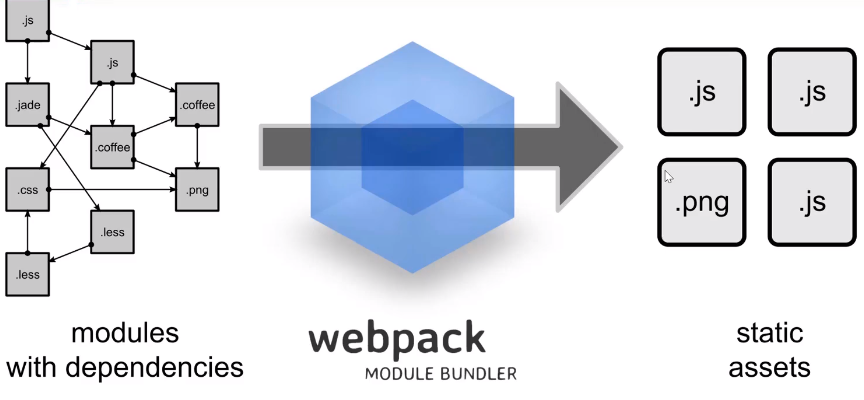 .js
.js
.jade
.coffee
.coffee
.css
.png
.less
.less
modules
with dependencies
webpack
MODULE BUNDLER
.js
.js
.png
.js
static
assets